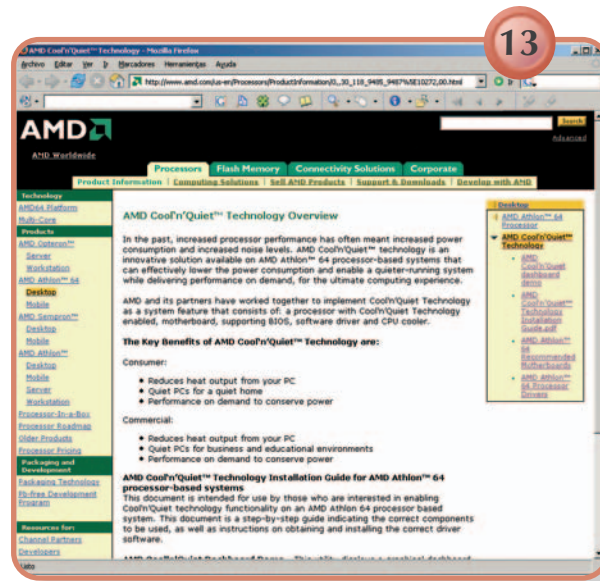 13
AMD Cool'n'Quiet™ Technology - Mozilla Firefox
Archivo Editar Ver Ir Marcadores Herramientas Ayuda
http://www.amd.com/us-en/Processors/ProductInformation/0,,30_118_9485_9487%5E10272,00.html
AMD
Search
Advanced
AMD Worldwide
Processors Flash Memory Connectivity Solutions Corporate
Product Information | Computing Solutions | Sell AMD Products | Support & Downloads | Develop with AMD
Technology
AMD64 Platform
Multi-Core
Products
AMD Opteron™
Server
Workstation
AMD Athlon™ 64
Desktop
Mobile
AMD Sempron™
Desktop
Mobile
AMD Athlon™
Desktop
Mobile
Server
Workstation
Processor-In-a-Box
Processor Roadmap
Older Products
Processor Pricing
Packaging and
Development
Packaging Technology
Pb-free Development
Program
Resources for:
Channel Partners
Developers
AMD Cool'n'Quiet™ Technology Overview
In the past, increased processor performance has often meant increased power
consumption and increased noise levels. AMD Cool'n'Quiet™ technology is an
innovative solution available on AMD Athlon™ 64 processor-based systems that
can effectively lower the power consumption and enable a quieter-running system
while delivering performance on demand, for the ultimate computing experience.
AMD and its partners have worked together to implement Cool'n'Quiet Technology
as a system feature that consists of: a processor with Cool'n'Quiet Technology
enabled, motherboard, supporting BIOS, software driver and CPU cooler.
The Key Benefits of AMD Cool'n'Quiet™ Technology are:
Consumer:
• Reduces heat output from your PC
• Quiet PCs for a quiet home
• Performance on demand to conserve power
Commercial:
• Reduces heat output from your PC
• Quiet PCs for business and educational environments
• Performance on demand to conserve power
AMD Cool'n'Quiet™ Technology Installation Guide for AMD Athlon™ 64
processor-based systems
This document is intended for use by those who are interested in enabling
Cool'n'Quiet technology functionality on an AMD Athlon 64 processor based
system. This document is a step-by-step guide indicating the correct components
to be used, as well as instructions on obtaining and installing the correct driver
software.
Desktop
AMD Athlon™ 64
Processor
AMD Cool'n'Quiet™
Technology
• AMD
Cool'n'Quiet
dashboard
demo
• AMD
Cool'n'Quiet™
Technology
Installation
Guide.pdf
• AMD Athlon™
64
Recommended
Motherboards
• AMD Athlon™
64 Processor
Drivers